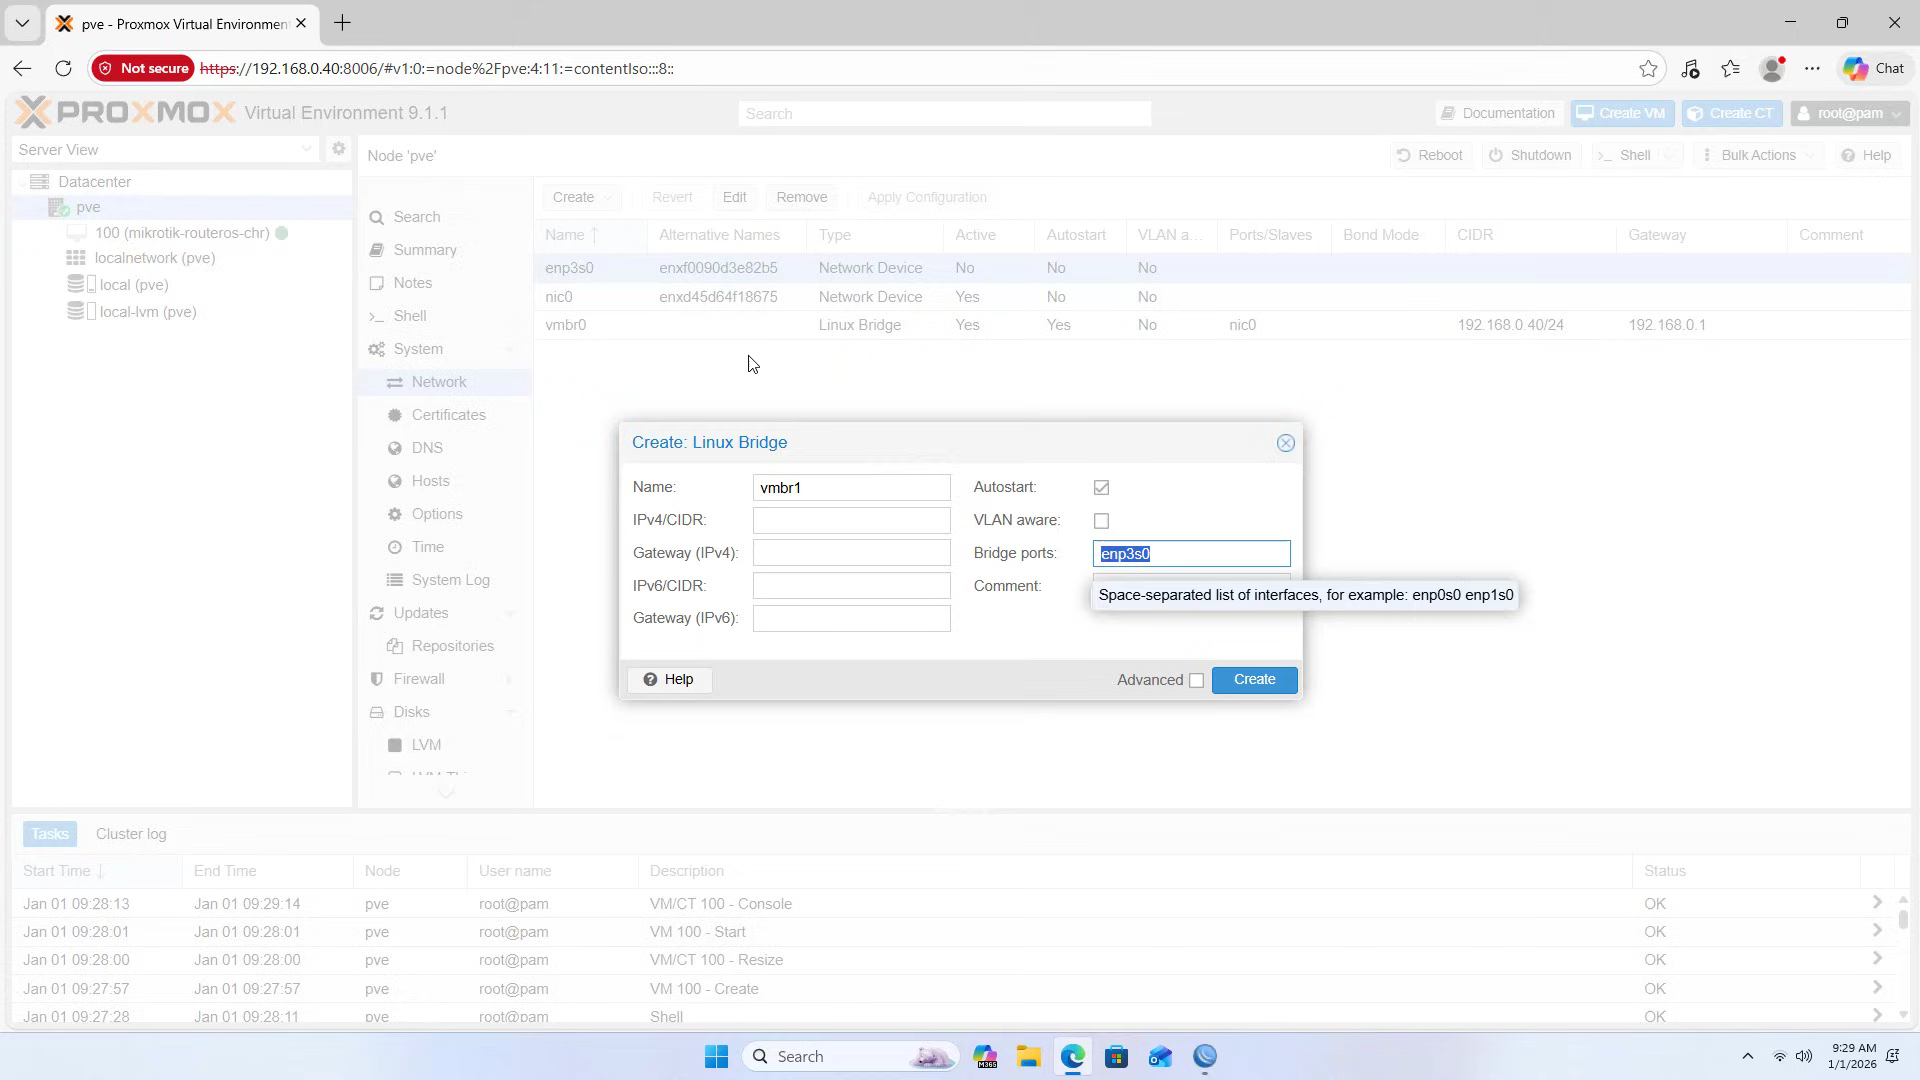 pve - Proxmox Virtual Environment
Not secure
https://192.168.0.40:8006/#v1:0:=node%2Fpve:4:11:=contentIso:::8::
Chat
PROXMOX Virtual Environment 9.1.1
Search
Documentation
Create VM
Create CT
root@pam
Server View
Node 'pve'
Reboot
Shutdown
Shell
Bulk Actions
Help
Datacenter
pve
100 (mikrotik-routeros-chr)
localnetwork (pve)
local (pve)
local-lvm (pve)
Search
Summary
Notes
Shell
System
Network
Certificates
DNS
Hosts
Options
Time
System Log
Updates
Repositories
Firewall
Disks
LVM
Create
Revert
Edit
Remove
Apply Configuration
Name Alternative Names Type Active Autostart VLAN a... Ports/Slaves Bond Mode CIDR Gateway Comment
enp3s0 enxf0090d3e82b5 Network Device No No No
nic0 enxd45d64f18675 Network Device Yes No No
vmbr0 Linux Bridge Yes Yes No nic0 192.168.0.40/24 192.168.0.1
Create: Linux Bridge
Name: vmbr1
IPv4/CIDR:
Gateway (IPv4):
IPv6/CIDR:
Gateway (IPv6):
Autostart:
VLAN aware:
Bridge ports: enp3s0
Comment:
Space-separated list of interfaces, for example: enp0s0 enp1s0
Help
Advanced
Create
Tasks
Cluster log
Start Time End Time Node User name Description Status
Jan 01 09:28:13 Jan 01 09:29:14 pve root@pam VM/CT 100 - Console OK
Jan 01 09:28:01 Jan 01 09:28:01 pve root@pam VM 100 - Start OK
Jan 01 09:28:00 Jan 01 09:28:00 pve root@pam VM/CT 100 - Resize OK
Jan 01 09:27:57 Jan 01 09:27:57 pve root@pam VM 100 - Create OK
Jan 01 09:27:28 Jan 01 09:28:11 pve root@pam Shell OK
Search
M365
9:29 AM
1/1/2026